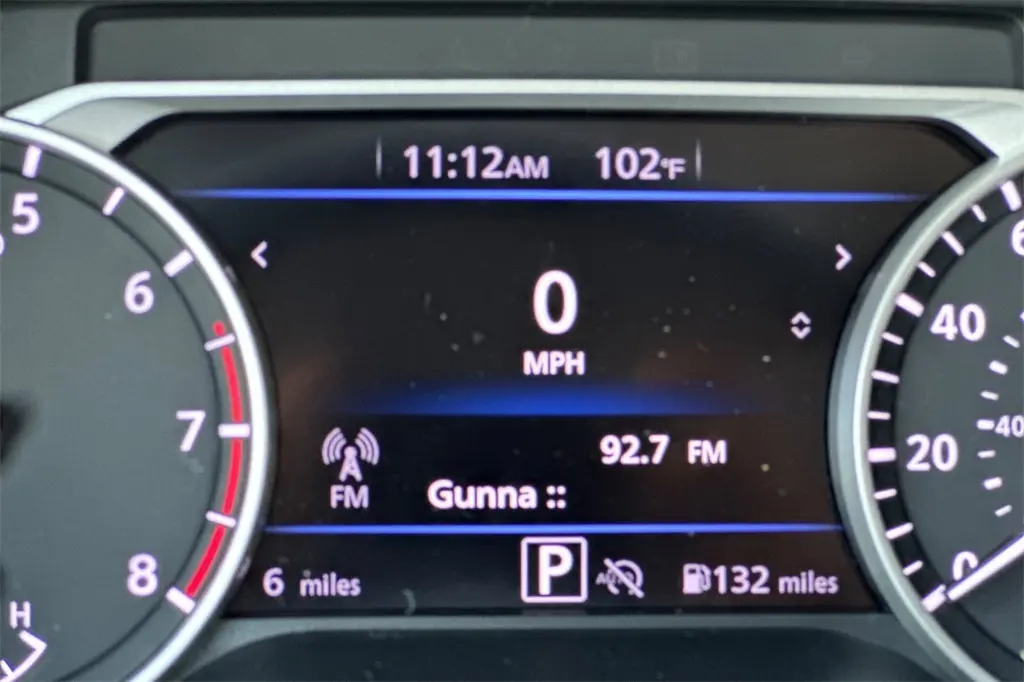 11:12AM 102°F
5
6
7
8
H
0
MPH
92.7 FM
FM
Gunna ::
6 miles
P
AUTO
132 miles
40
20
0
40